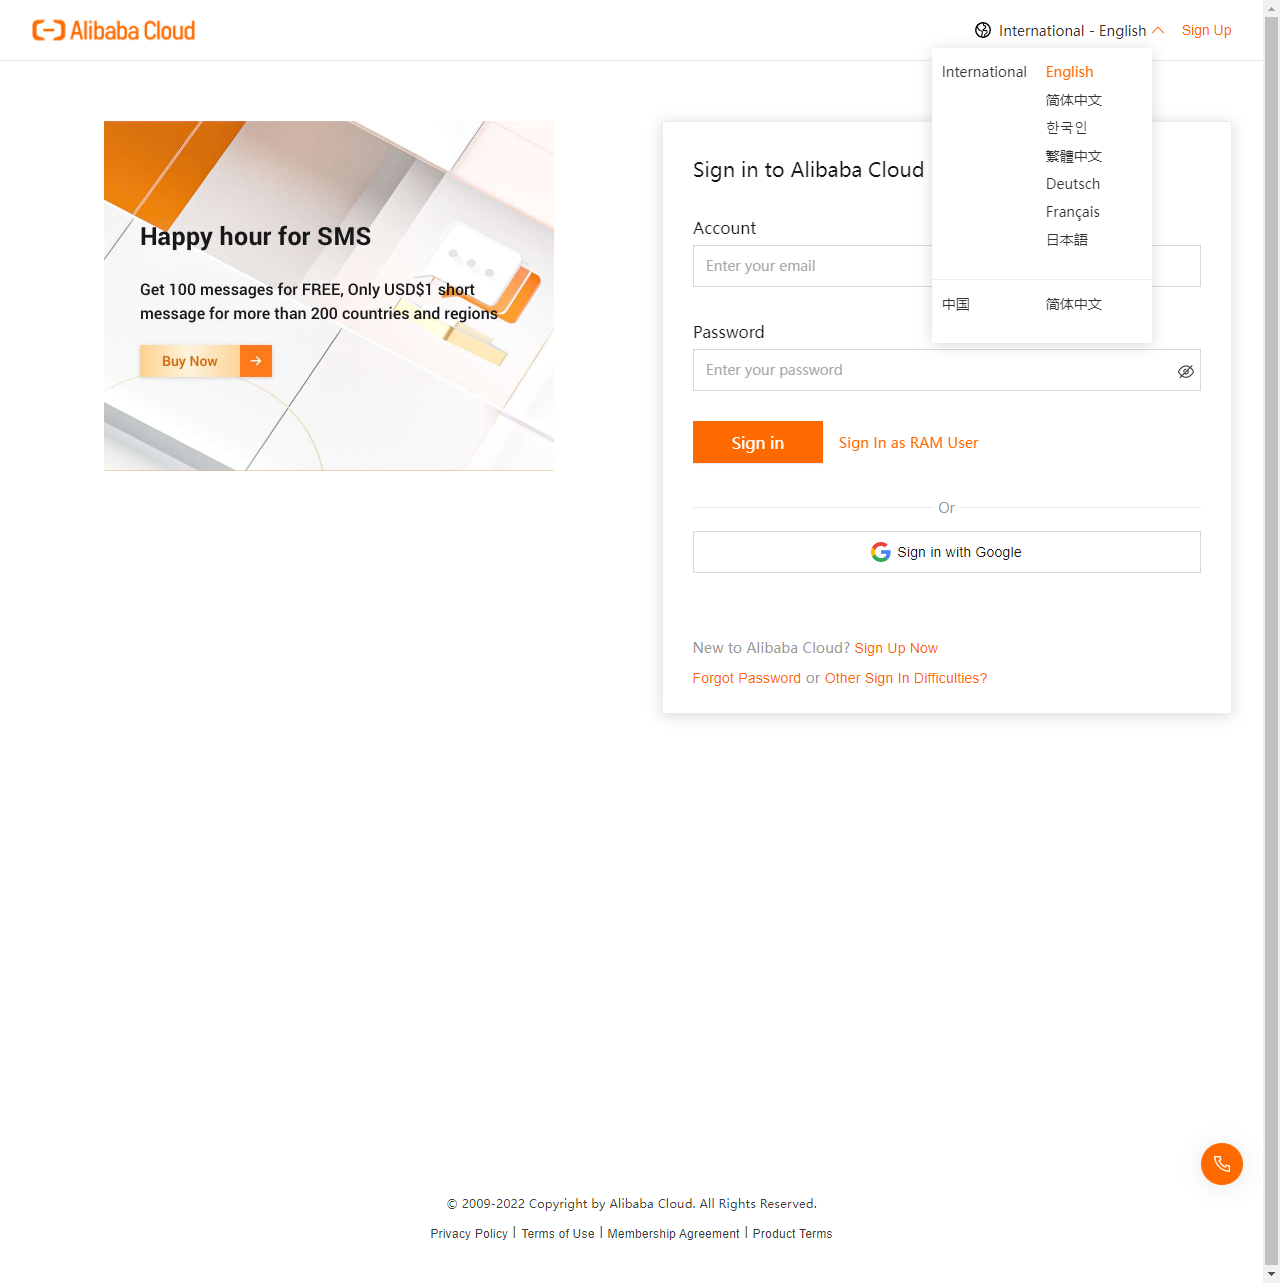 Alibaba Cloud
International - English
Sign Up
International
English
简体中文
한국인
繁體中文
Deutsch
Français
日本語
中国
简体中文
Happy hour for SMS
Get 100 messages for FREE, Only USD$1 short
message for more than 200 countries and regions
Buy Now
Sign in to Alibaba Cloud
Account
Enter your email
Password
Enter your password
Sign in
Sign In as RAM User
Or
Sign in with Google
New to Alibaba Cloud? Sign Up Now
Forgot Password or Other Sign In Difficulties?
© 2009-2022 Copyright by Alibaba Cloud. All Rights Reserved.
Privacy Policy | Terms of Use | Membership Agreement | Product Terms